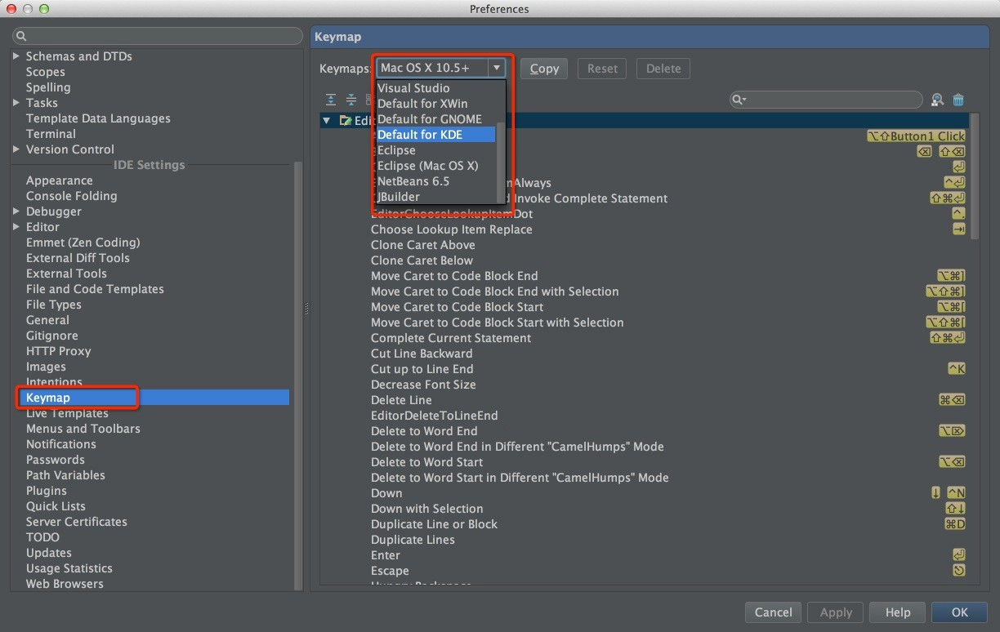 Preferences
Schemas and DTDs
Scopes
Spelling
Tasks
Template Data Languages
Terminal
Version Control
IDE Settings
Appearance
Console Folding
Debugger
Editor
Emmet (Zen Coding)
External Diff Tools
External Tools
File and Code Templates
File Types
General
Gitignore
HTTP Proxy
Images
Intentions
Keymap
Live Templates
Menus and Toolbars
Notifications
Passwords
Path Variables
Plugins
Quick Lists
Server Certificates
TODO
Updates
Usage Statistics
Web Browsers
Keymap
Keymaps: Mac OS X 10.5+ Copy Reset Delete
Visual Studio
Default for XWin
Default for GNOME
Default for KDE
Eclipse
Eclipse (Mac OS X)
NetBeans 6.5
JBuilder
⌥⇧Button1 Click
⌫ ⇧⌫
⏎
Always ^⏎
Invoke Complete Statement ⇧⌘⏎
EditorChooseLookupItemDot ^.
Choose Lookup Item Replace ⇥
Clone Caret Above
Clone Caret Below
Move Caret to Code Block End ⌥⌘]
Move Caret to Code Block End with Selection ⌥⇧⌘]
Move Caret to Code Block Start ⌥⌘[
Move Caret to Code Block Start with Selection ⌥⇧⌘[
Complete Current Statement ⇧⌘⏎
Cut Line Backward
Cut up to Line End ^K
Decrease Font Size
Delete Line ⌘⌫
EditorDeleteToLineEnd
Delete to Word End ⌥⌦
Delete to Word End in Different "CamelHumps" Mode
Delete to Word Start ⌥⌫
Delete to Word Start in Different "CamelHumps" Mode
Down ↓ ^N
Down with Selection ⇧↓
Duplicate Line or Block ⌘D
Duplicate Lines
Enter ⏎
Escape ⎋
Hungry Backspace
Cancel Apply Help OK